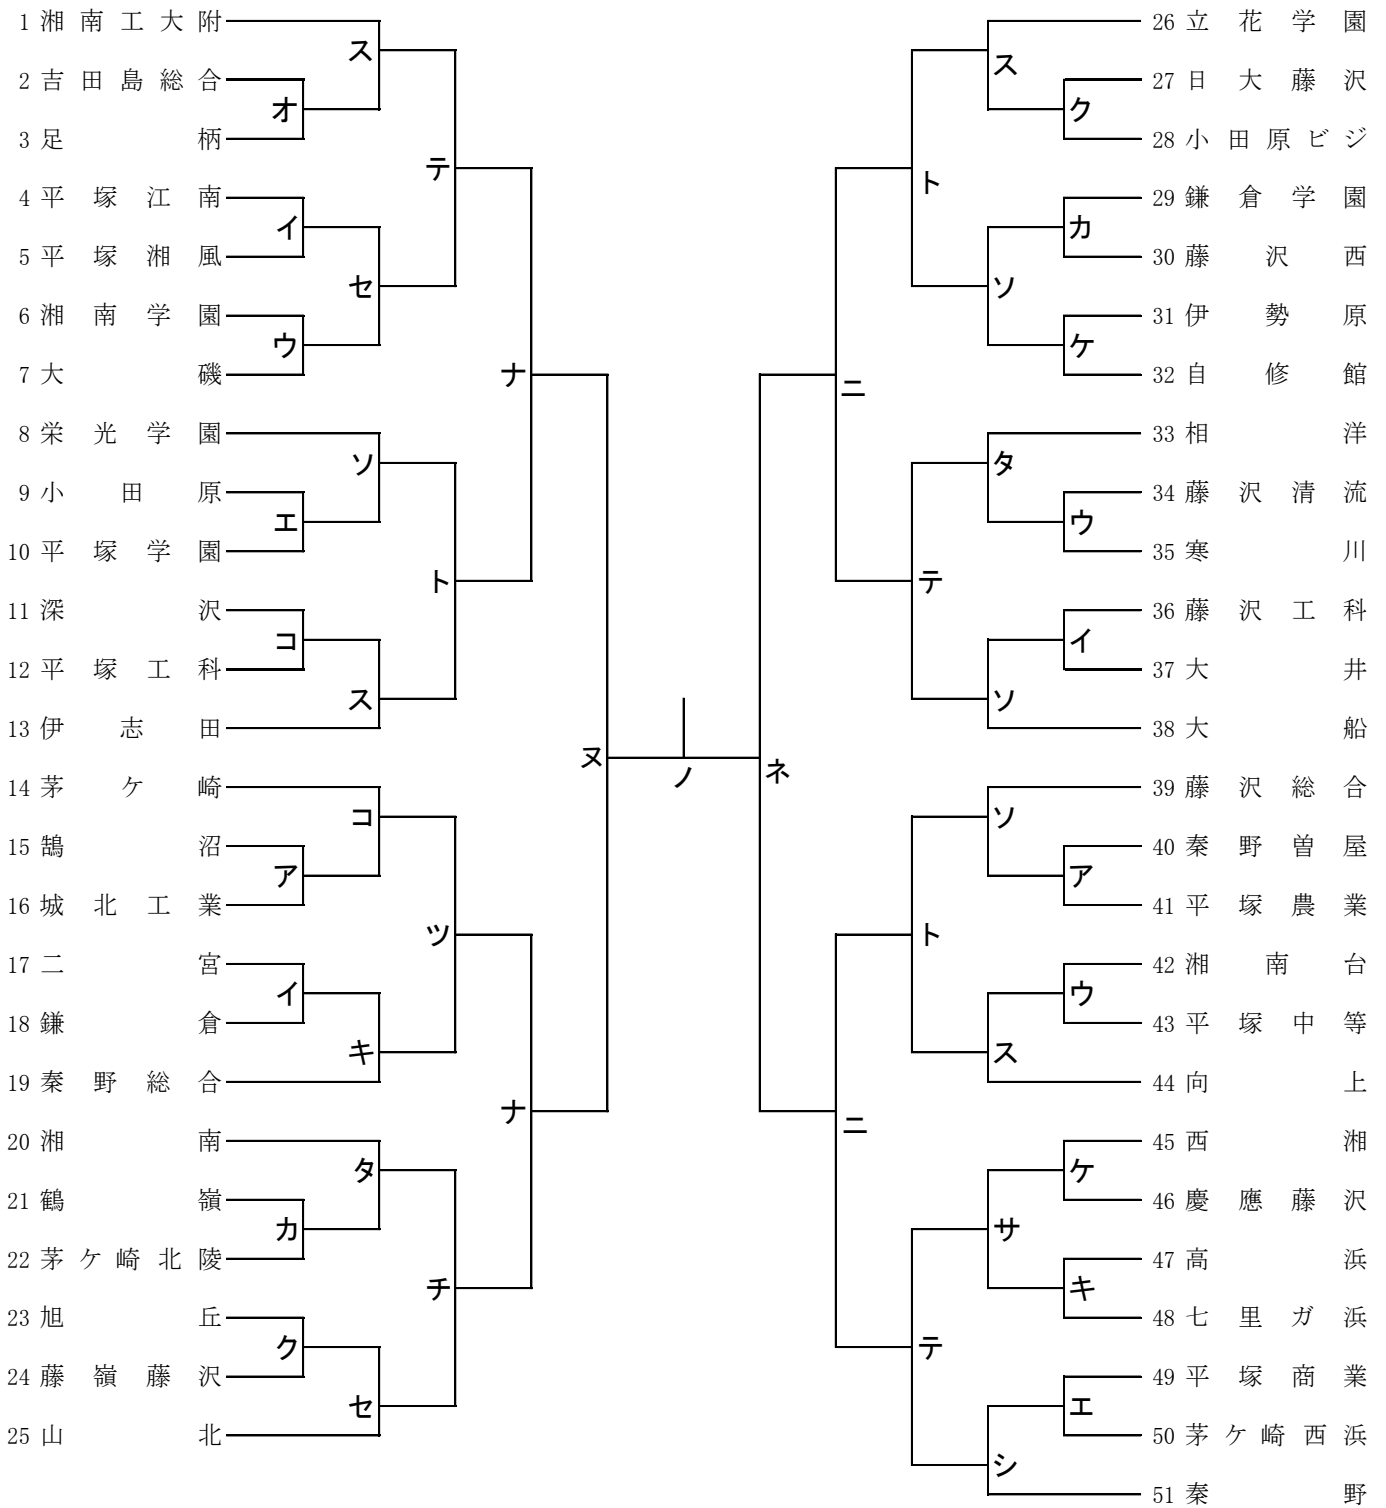 1 湘南工大附
ス
2 吉田島総合
オ
3 足柄
テ
4 平塚江南
イ
5 平塚湘風
セ
6 湘南学園
ウ
7 大磯
ナ
8 栄光学園
ソ
9 小田原
エ
10 平塚学園
ト
11 深沢
コ
12 平塚工科
ス
13 伊志田
ヌ
14 茅ケ崎
コ
15 鵠沼
ア
16 城北工業
ツ
17 二宮
イ
18 鎌倉
キ
19 秦野総合
ナ
20 湘南
タ
21 鶴嶺
カ
22 茅ケ崎北陵
チ
23 旭丘
ク
24 藤嶺藤沢
セ
25 山北
ノ
26 立花学園
ス
27 日大藤沢
ク
28 小田原ビジ
ト
29 鎌倉学園
カ
30 藤沢西
ソ
31 伊勢原
ケ
32 自修館
ニ
33 相洋
タ
34 藤沢清流
ウ
35 寒川
テ
36 藤沢工科
イ
37 大井
ソ
38 大船
ネ
39 藤沢総合
ソ
40 秦野曽屋
ア
41 平塚農業
ト
42 湘南台
ウ
43 平塚中等
ス
44 向上
ニ
45 西湘
ケ
46 慶應藤沢
サ
47 高浜
キ
48 七里ガ浜
テ
49 平塚商業
エ
50 茅ケ崎西浜
シ
51 秦野